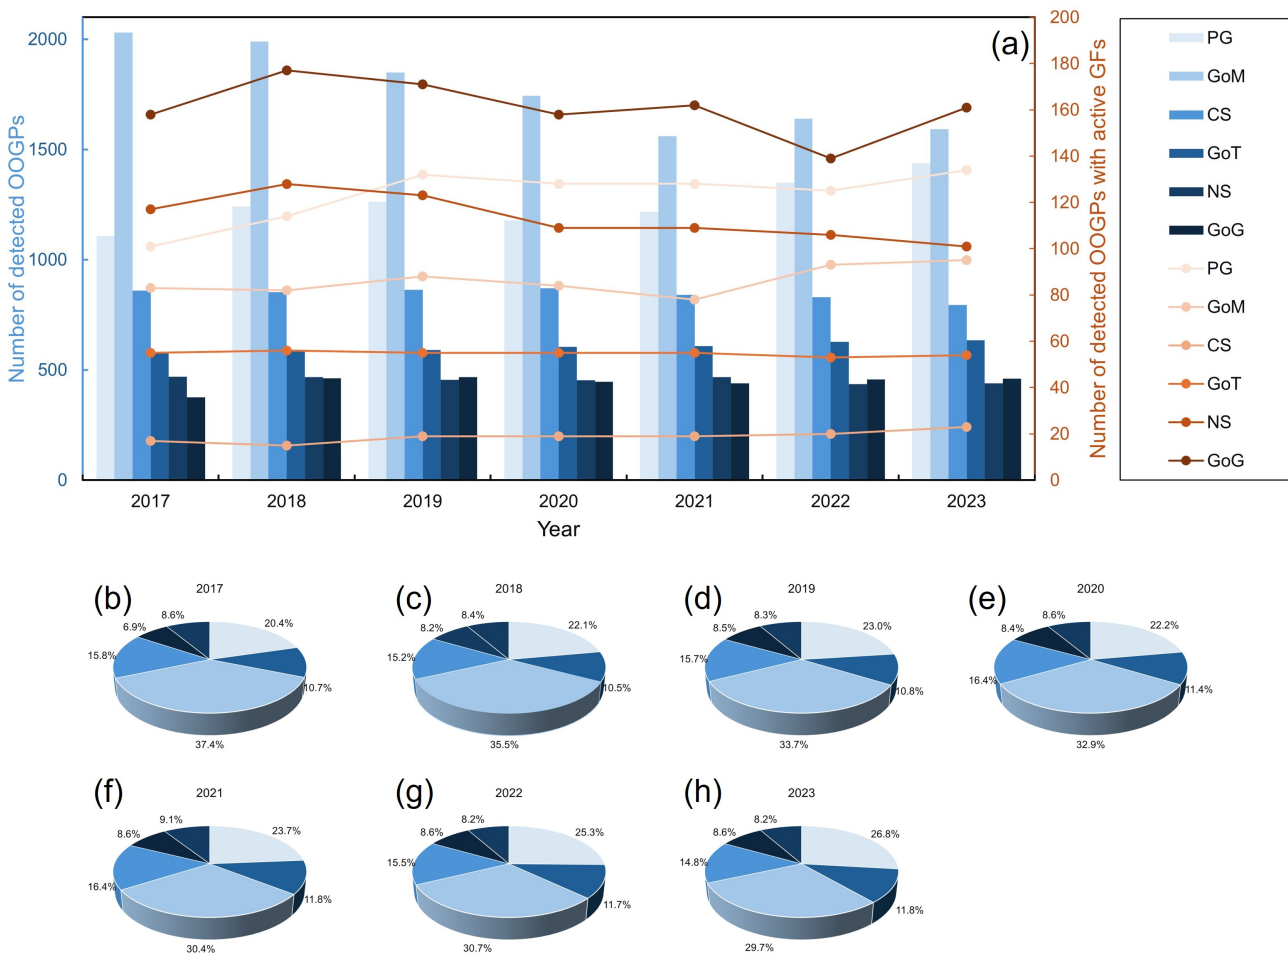 (a)
Number of detected OOGPs
2000
1500
1000
500
0
200
180
160
140
120
100
80
60
40
20
0
Number of detected OOGPs with active GFs
2017 2018 2019 2020 2021 2022 2023
Year
PG
GoM
CS
GoT
NS
GoG
PG
GoM
CS
GoT
NS
GoG
(b)
2017
8.6%
6.9%
20.4%
15.8%
10.7%
37.4%
(c)
2018
8.4%
8.2%
22.1%
15.2%
10.5%
35.5%
(d)
2019
8.3%
8.5%
23.0%
15.7%
10.8%
33.7%
(e)
2020
8.6%
8.4%
22.2%
16.4%
11.4%
32.9%
(f)
2021
9.1%
8.6%
23.7%
16.4%
11.8%
30.4%
(g)
2022
8.2%
8.6%
25.3%
15.5%
11.7%
30.7%
(h)
2023
8.2%
8.6%
26.8%
14.8%
11.8%
29.7%